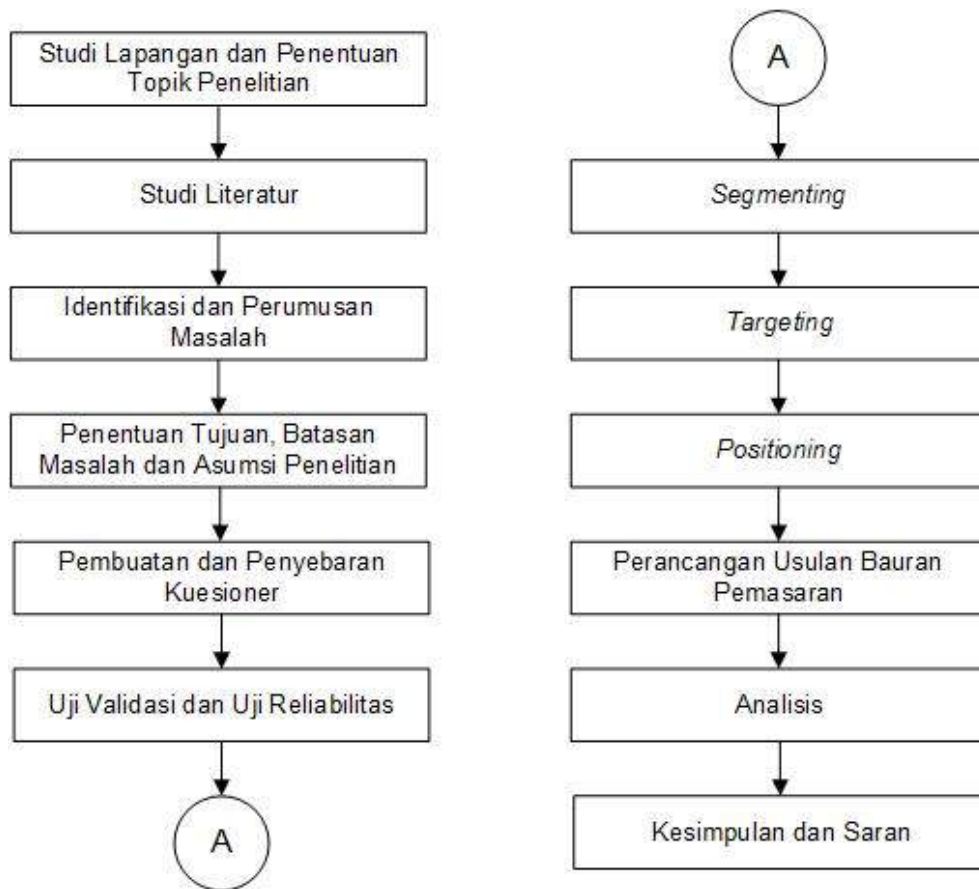 Studi Lapangan dan Penentuan
Topik Penelitian
Studi Literatur
Identifikasi dan Perumusan
Masalah
Penentuan Tujuan, Batasan
Masalah dan Asumsi Penelitian
Pembuatan dan Penyebaran
Kuesioner
Uji Validasi dan Uji Reliabilitas
A
A
Segmenting
Targeting
Positioning
Perancangan Usulan Bauran
Pemasaran
Analisis
Kesimpulan dan Saran